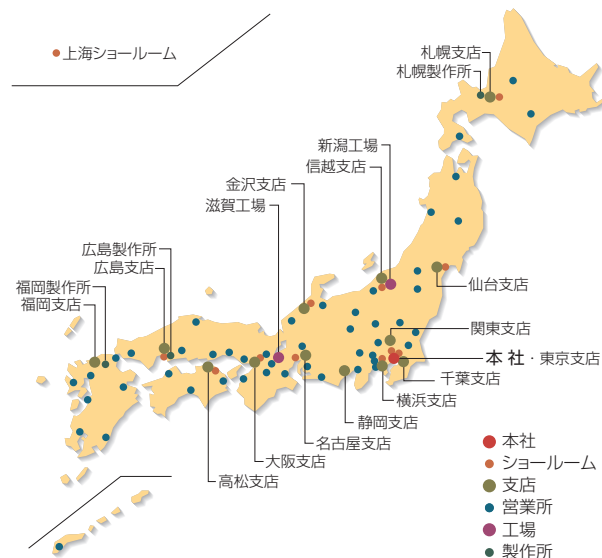 上海ショールーム
札幌支店
札幌製作所
新潟工場
信越支店
金沢支店
滋賀工場
広島製作所
広島支店
福岡製作所
福岡支店
仙台支店
関東支店
本 社・東京支店
千葉支店
横浜支店
静岡支店
名古屋支店
大阪支店
高松支店
本社
ショールーム
支店
営業所
工場
製作所